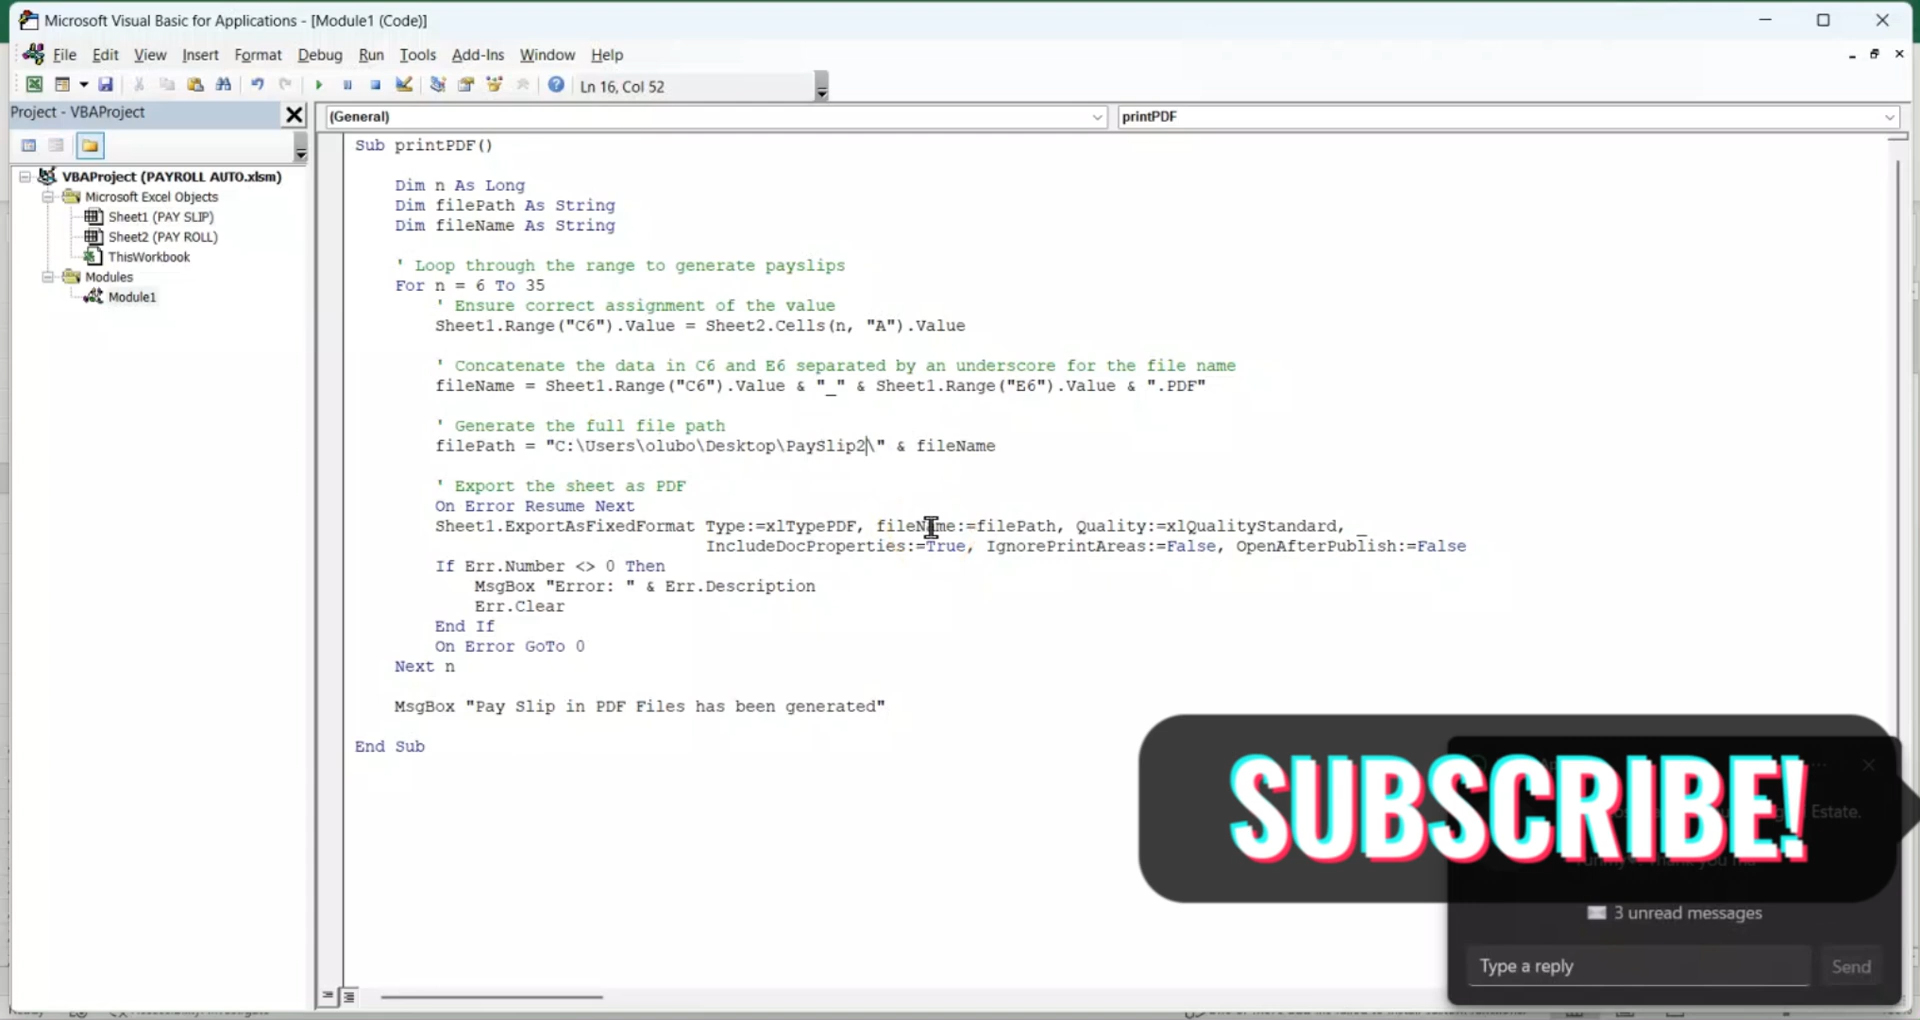 Microsoft Visual Basic for Applications - [Module1 (Code)]
File Edit View Insert Format Debug Run Tools Add-Ins Window Help
Ln 16, Col 52
Project - VBAProject
(General)
printPDF
VBAProject (PAYROLL AUTO.xlsm)
Microsoft Excel Objects
Sheet1 (PAY SLIP)
Sheet2 (PAY ROLL)
ThisWorkbook
Modules
Module1
Sub printPDF()
Dim n As Long
Dim filePath As String
Dim fileName As String
' Loop through the range to generate payslips
For n = 6 To 35
' Ensure correct assignment of the value
Sheet1.Range("C6").Value = Sheet2.Cells(n, "A").Value
' Concatenate the data in C6 and E6 separated by an underscore for the file name
fileName = Sheet1.Range("C6").Value & "_" & Sheet1.Range("E6").Value & ".PDF"
' Generate the full file path
filePath = "C:\Users\olubo\Desktop\PaySlip2\" & fileName
' Export the sheet as PDF
On Error Resume Next
Sheet1.ExportAsFixedFormat Type:=xlTypePDF, fileName:=filePath, Quality:=xlQualityStandard, _
IncludeDocProperties:=True, IgnorePrintAreas:=False, OpenAfterPublish:=False
If Err.Number <> 0 Then
MsgBox "Error: " & Err.Description
Err.Clear
End If
On Error GoTo 0
Next n
MsgBox "Pay Slip in PDF Files has been generated"
End Sub
SUBSCRIBE!
Estate.
3 unread messages
Type a reply
Send